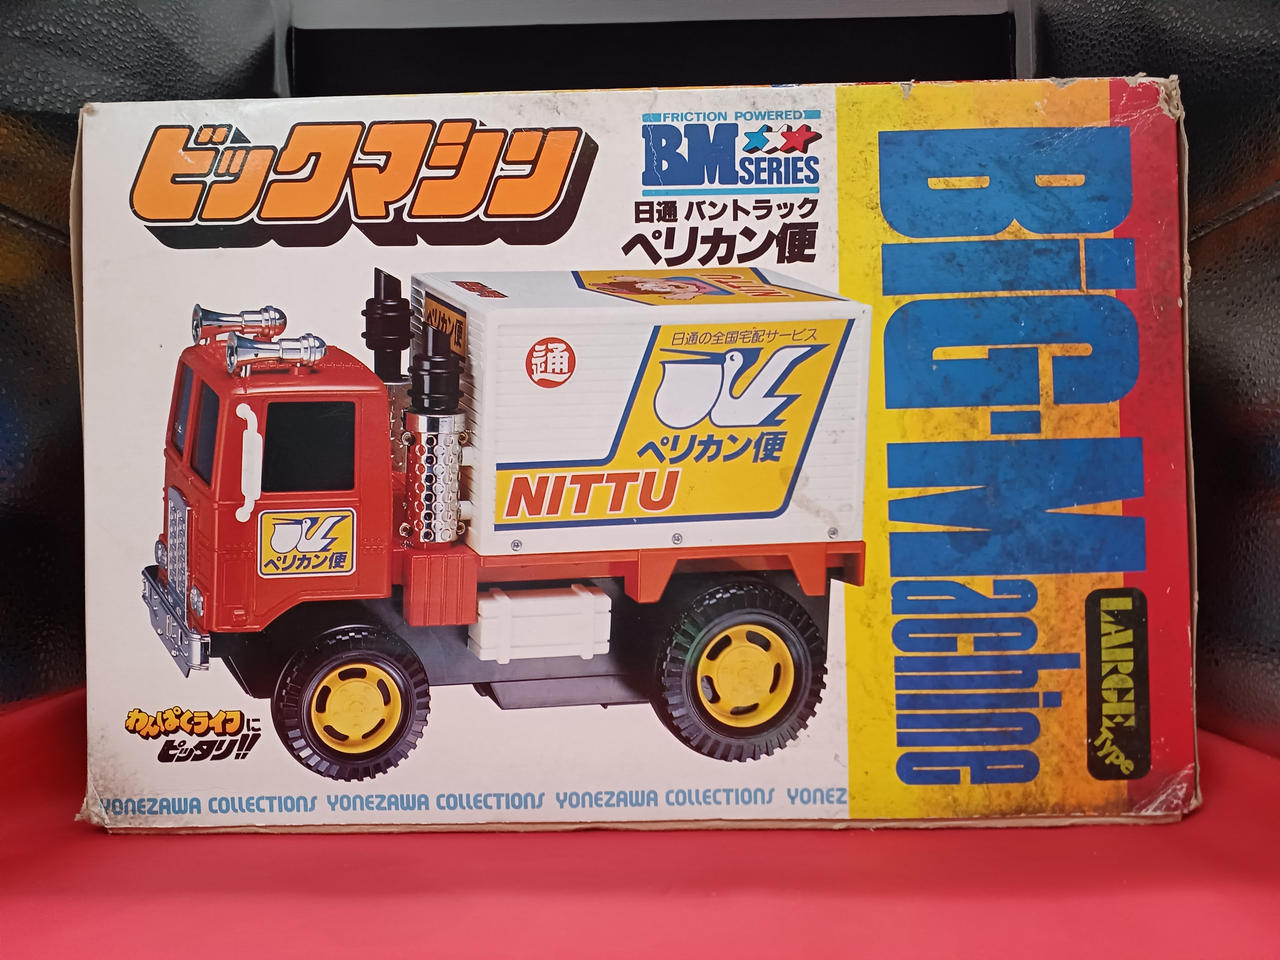 ビックマシン
FRICTION POWERED
BM
SERIES
日通 バントラック
ペリカン便
BIG-Machine
LARGE Type
ペリカン便
NITTU
通
日通の全国宅配サービス
ペリカン便
NITTU
ペリカン便
わんぱくライフに
ピッタリ!!
YONEZAWA COLLECTIONS YONEZAWA COLLECTIONS YONEZAWA COLLECTIONS YONEZ